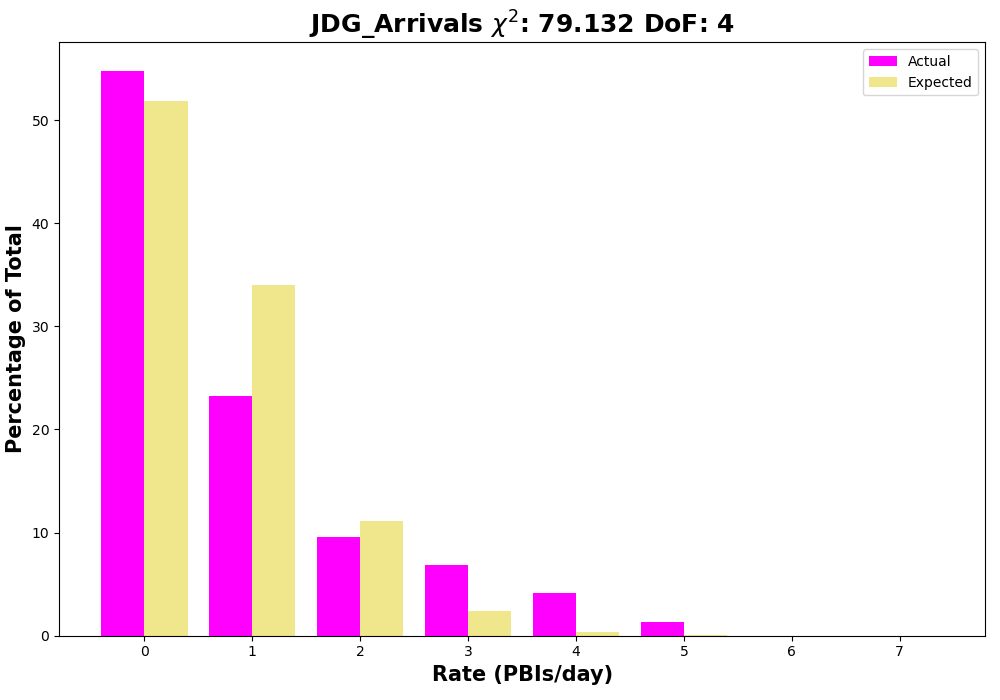 JDG_Arrivals χ²: 79.132 DoF: 4
Actual
Expected
Percentage of Total
50
40
30
20
10
0
0 1 2 3 4 5 6 7
Rate (PBIs/day)